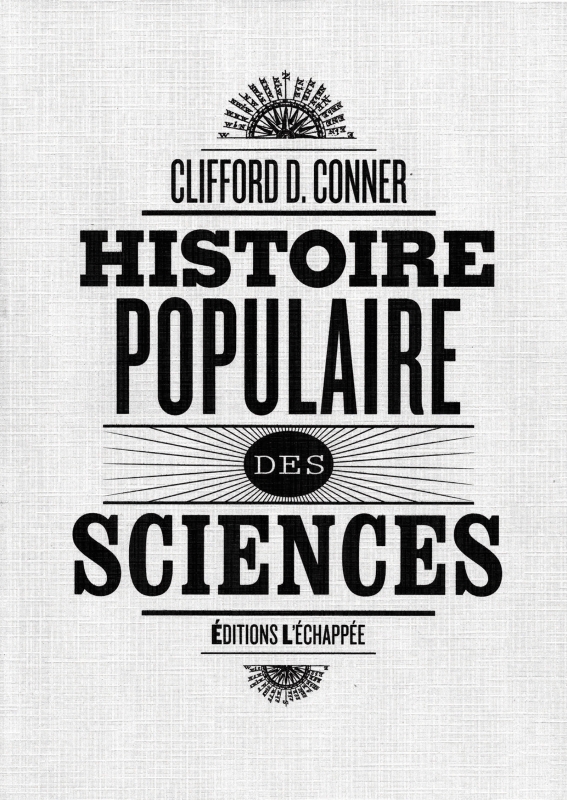 CLIFFORD D. CONNER
HISTOIRE
POPULAIRE
DES
SCIENCES
ÉDITIONS L'ÉCHAPPÉE